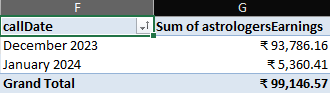 F G
callDate Sum of astrologersEarnings
December 2023 ₹ 93,786.16
January 2024 ₹ 5,360.41
Grand Total ₹ 99,146.57